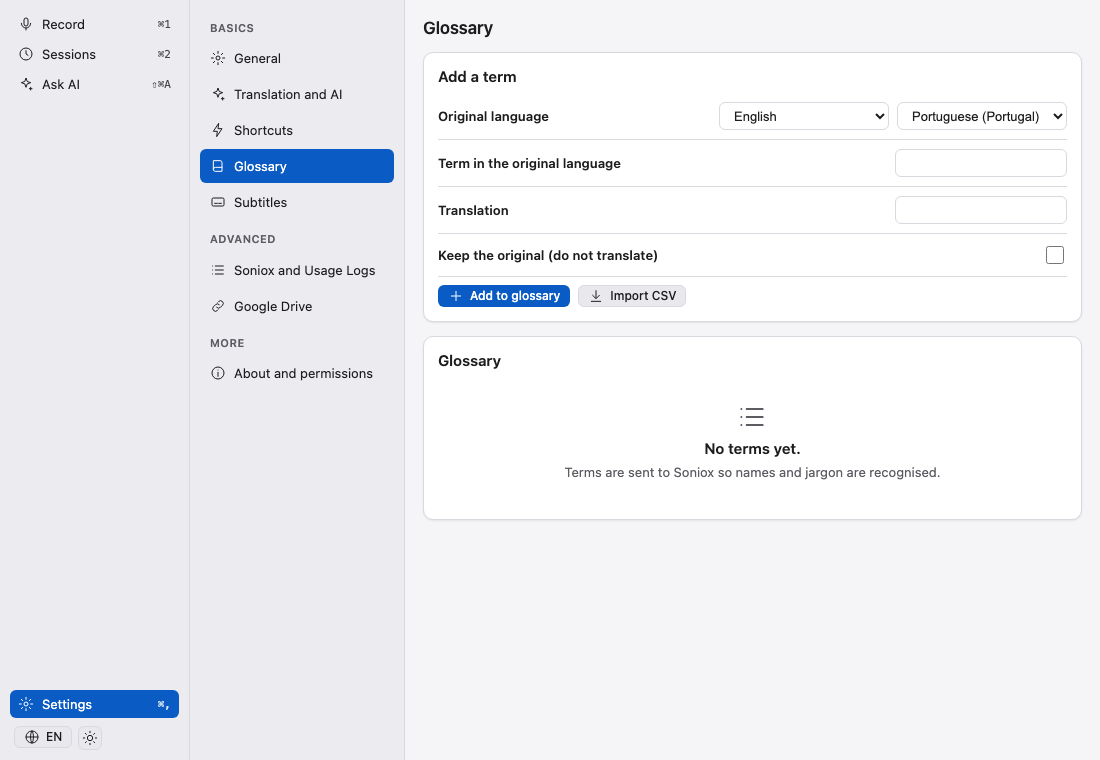 Record ⌘1
Sessions ⌘2
Ask AI ⇧⌘A
Settings ⌘,
EN
BASICS
General
Translation and AI
Shortcuts
Glossary
Subtitles
ADVANCED
Soniox and Usage Logs
Google Drive
MORE
About and permissions
Glossary
Add a term
Original language English Portuguese (Portugal)
Term in the original language
Translation
Keep the original (do not translate)
Add to glossary Import CSV
Glossary
No terms yet.
Terms are sent to Soniox so names and jargon are recognised.